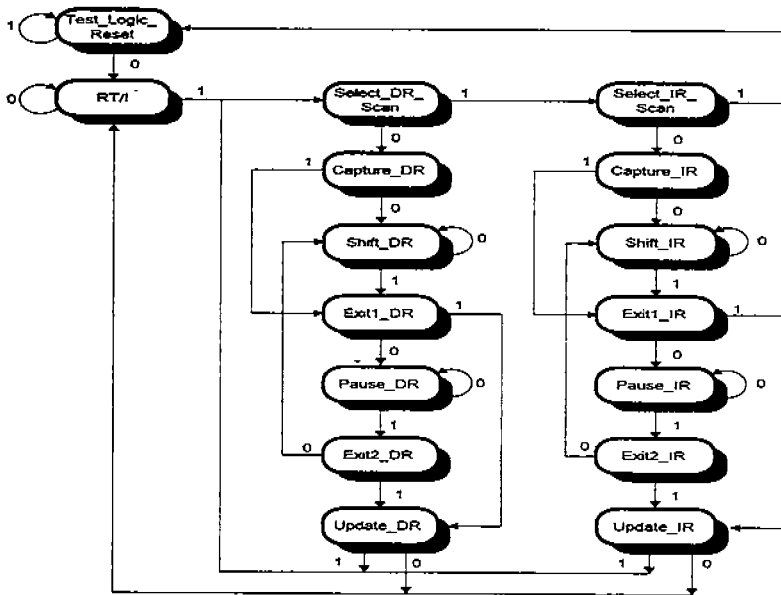 Test_Logic_
Reset
1
0
RT/I
0
1
Select_DR_
Scan
1
Select_IR_
Scan
1
0
0
1
Capture_DR
1
Capture_IR
0
0
Shift_DR
0
Shift_IR
0
1
1
Exit1_DR
1
Exit1_IR
1
0
0
Pause_DR
0
Pause_IR
0
1
1
0
Exit2_DR
0
Exit2_IR
1
1
Update_DR
Update_IR
1
0
1
0